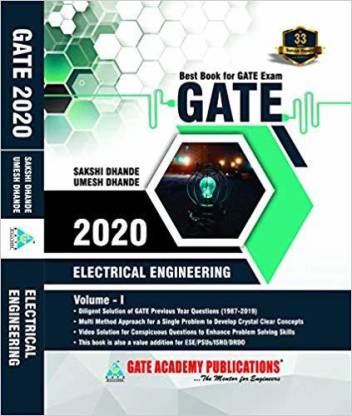 GATE 2020
SAKSHI DHANDE
UMESH DHANDE
ELECTRICAL
ENGINEERING
33
Best Book for GATE Exam
GATE
SAKSHI DHANDE
UMESH DHANDE
2020
ELECTRICAL ENGINEERING
Volume - I
• Diligent Solution of GATE Previous Year Questions (1987-2019)
• Multi Method Approach for a Single Problem to Develop Crystal Clear Concepts
• Video Solution for Conspicuous Questions to Enhance Problem Solving Skills
• This book is also a value addition for ESE/PSUs/ISRO/DRDO
GATE ACADEMY PUBLICATIONS
...The Mentor for Engineers